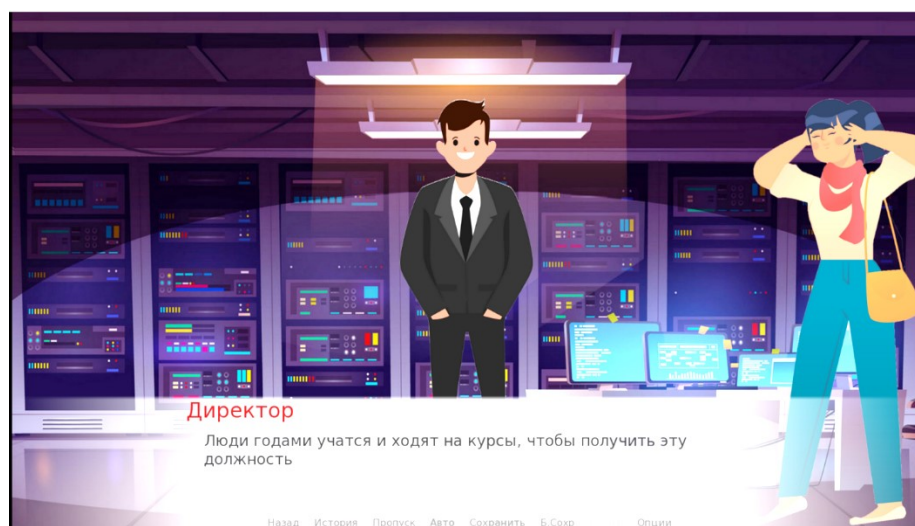 Директор
Люди годами учатся и ходят на курсы, чтобы получить эту
должность
Назад История Пропуск Авто Сохранить Б.Сохр Опции